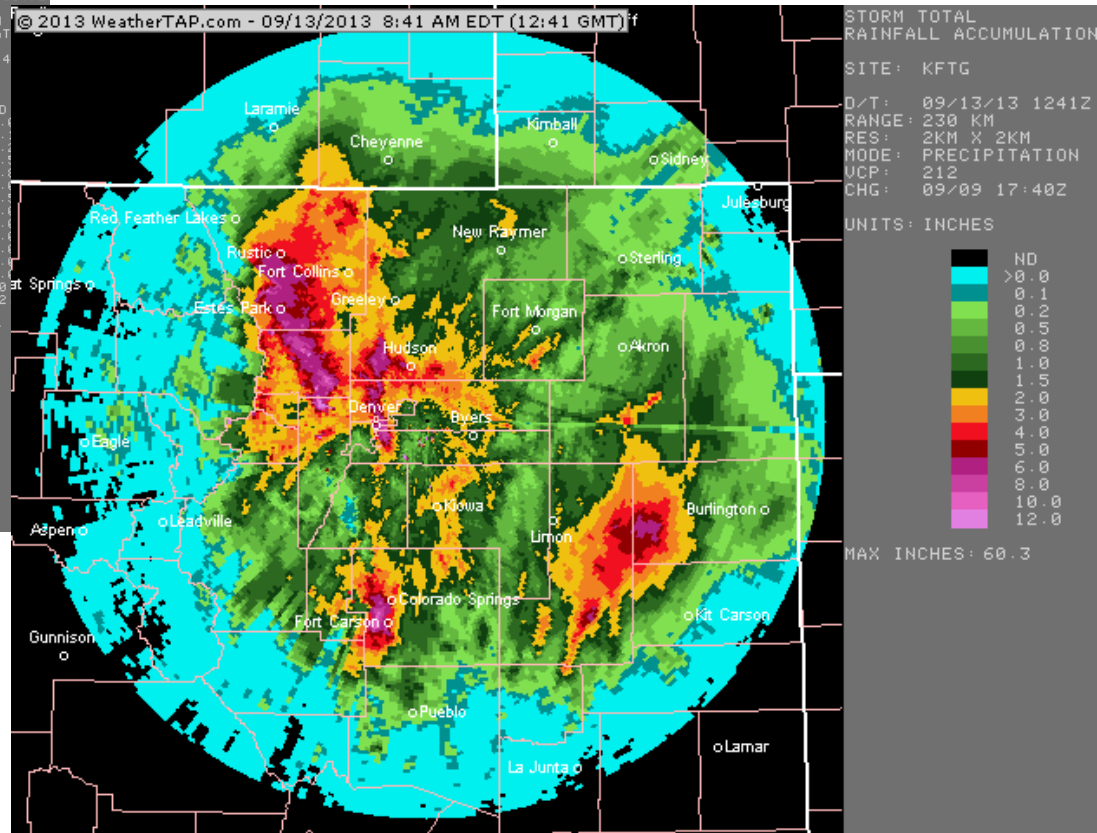 © 2013 WeatherTAP.com - 09/13/2013 8:41 AM EDT (12:41 GMT)
STORM TOTAL
RAINFALL ACCUMULATION
SITE: KFTG
D/T: 09/13/13 1241Z
RANGE: 230 KM
RES: 2KM X 2KM
MODE: PRECIPITATION
VCP: 212
CHG: 09/09 17:40Z
UNITS: INCHES
ND
>0.0
0.1
0.2
0.5
0.8
1.0
1.5
2.0
3.0
4.0
5.0
6.0
8.0
10.0
12.0
MAX INCHES: 60.3
Laramie
Kimball
Cheyenne
Sidney
Julesburg
Red Feather Lakes
New Raymer
Rustic
Sterling
Fort Collins
at Springs
Greeley
Estes Park
Fort Morgan
Hudson
Akron
Denver
Byers
Eagle
Kiowa
Burlington
Leadville
Aspen
Limon
Colorado Springs
Fort Carson
Kit Carson
Gunnison
Pueblo
Lamar
La Junta